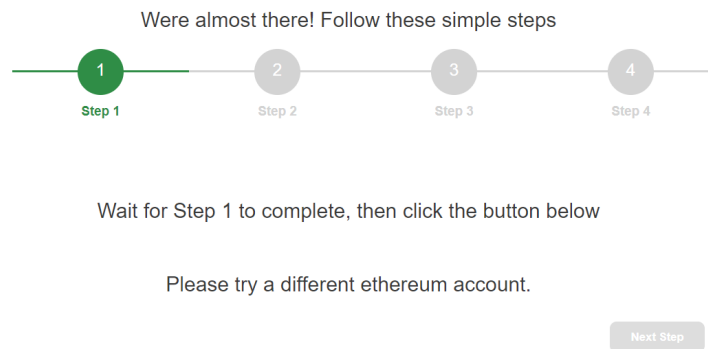 Were almost there! Follow these simple steps
1 2 3 4
Step 1 Step 2 Step 3 Step 4
Wait for Step 1 to complete, then click the button below
Please try a different ethereum account.
Next Step